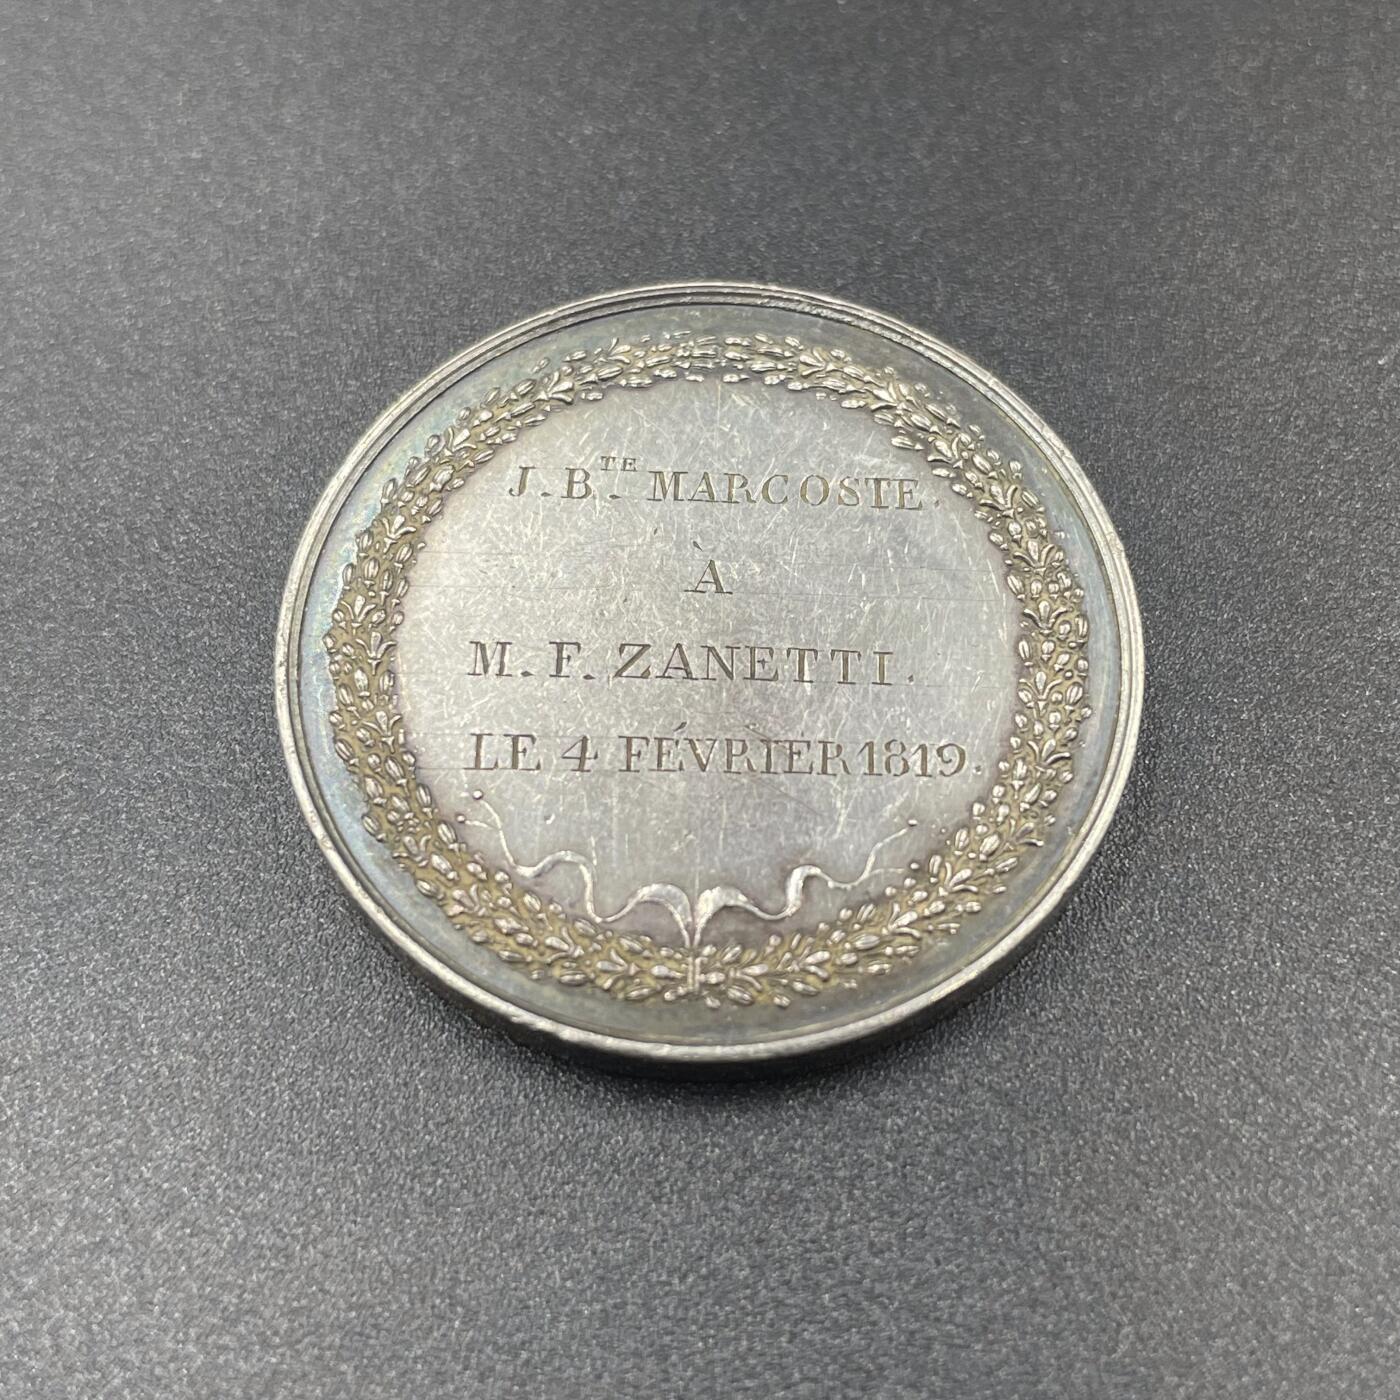 J. B.TE MARCOSTE.
À
M. F. ZANETTI.
LE 4 FÉVRIER 1819.